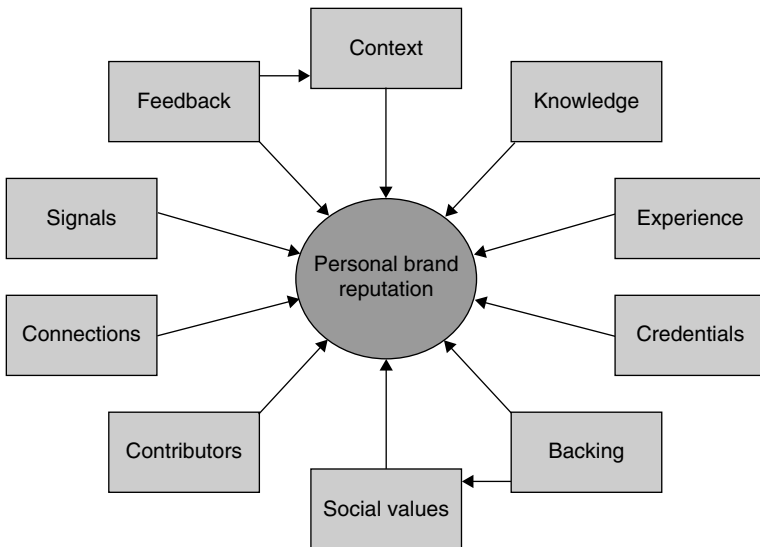 Context
Feedback
Knowledge
Signals
Experience
Personal brand
reputation
Connections
Credentials
Contributors
Backing
Social values